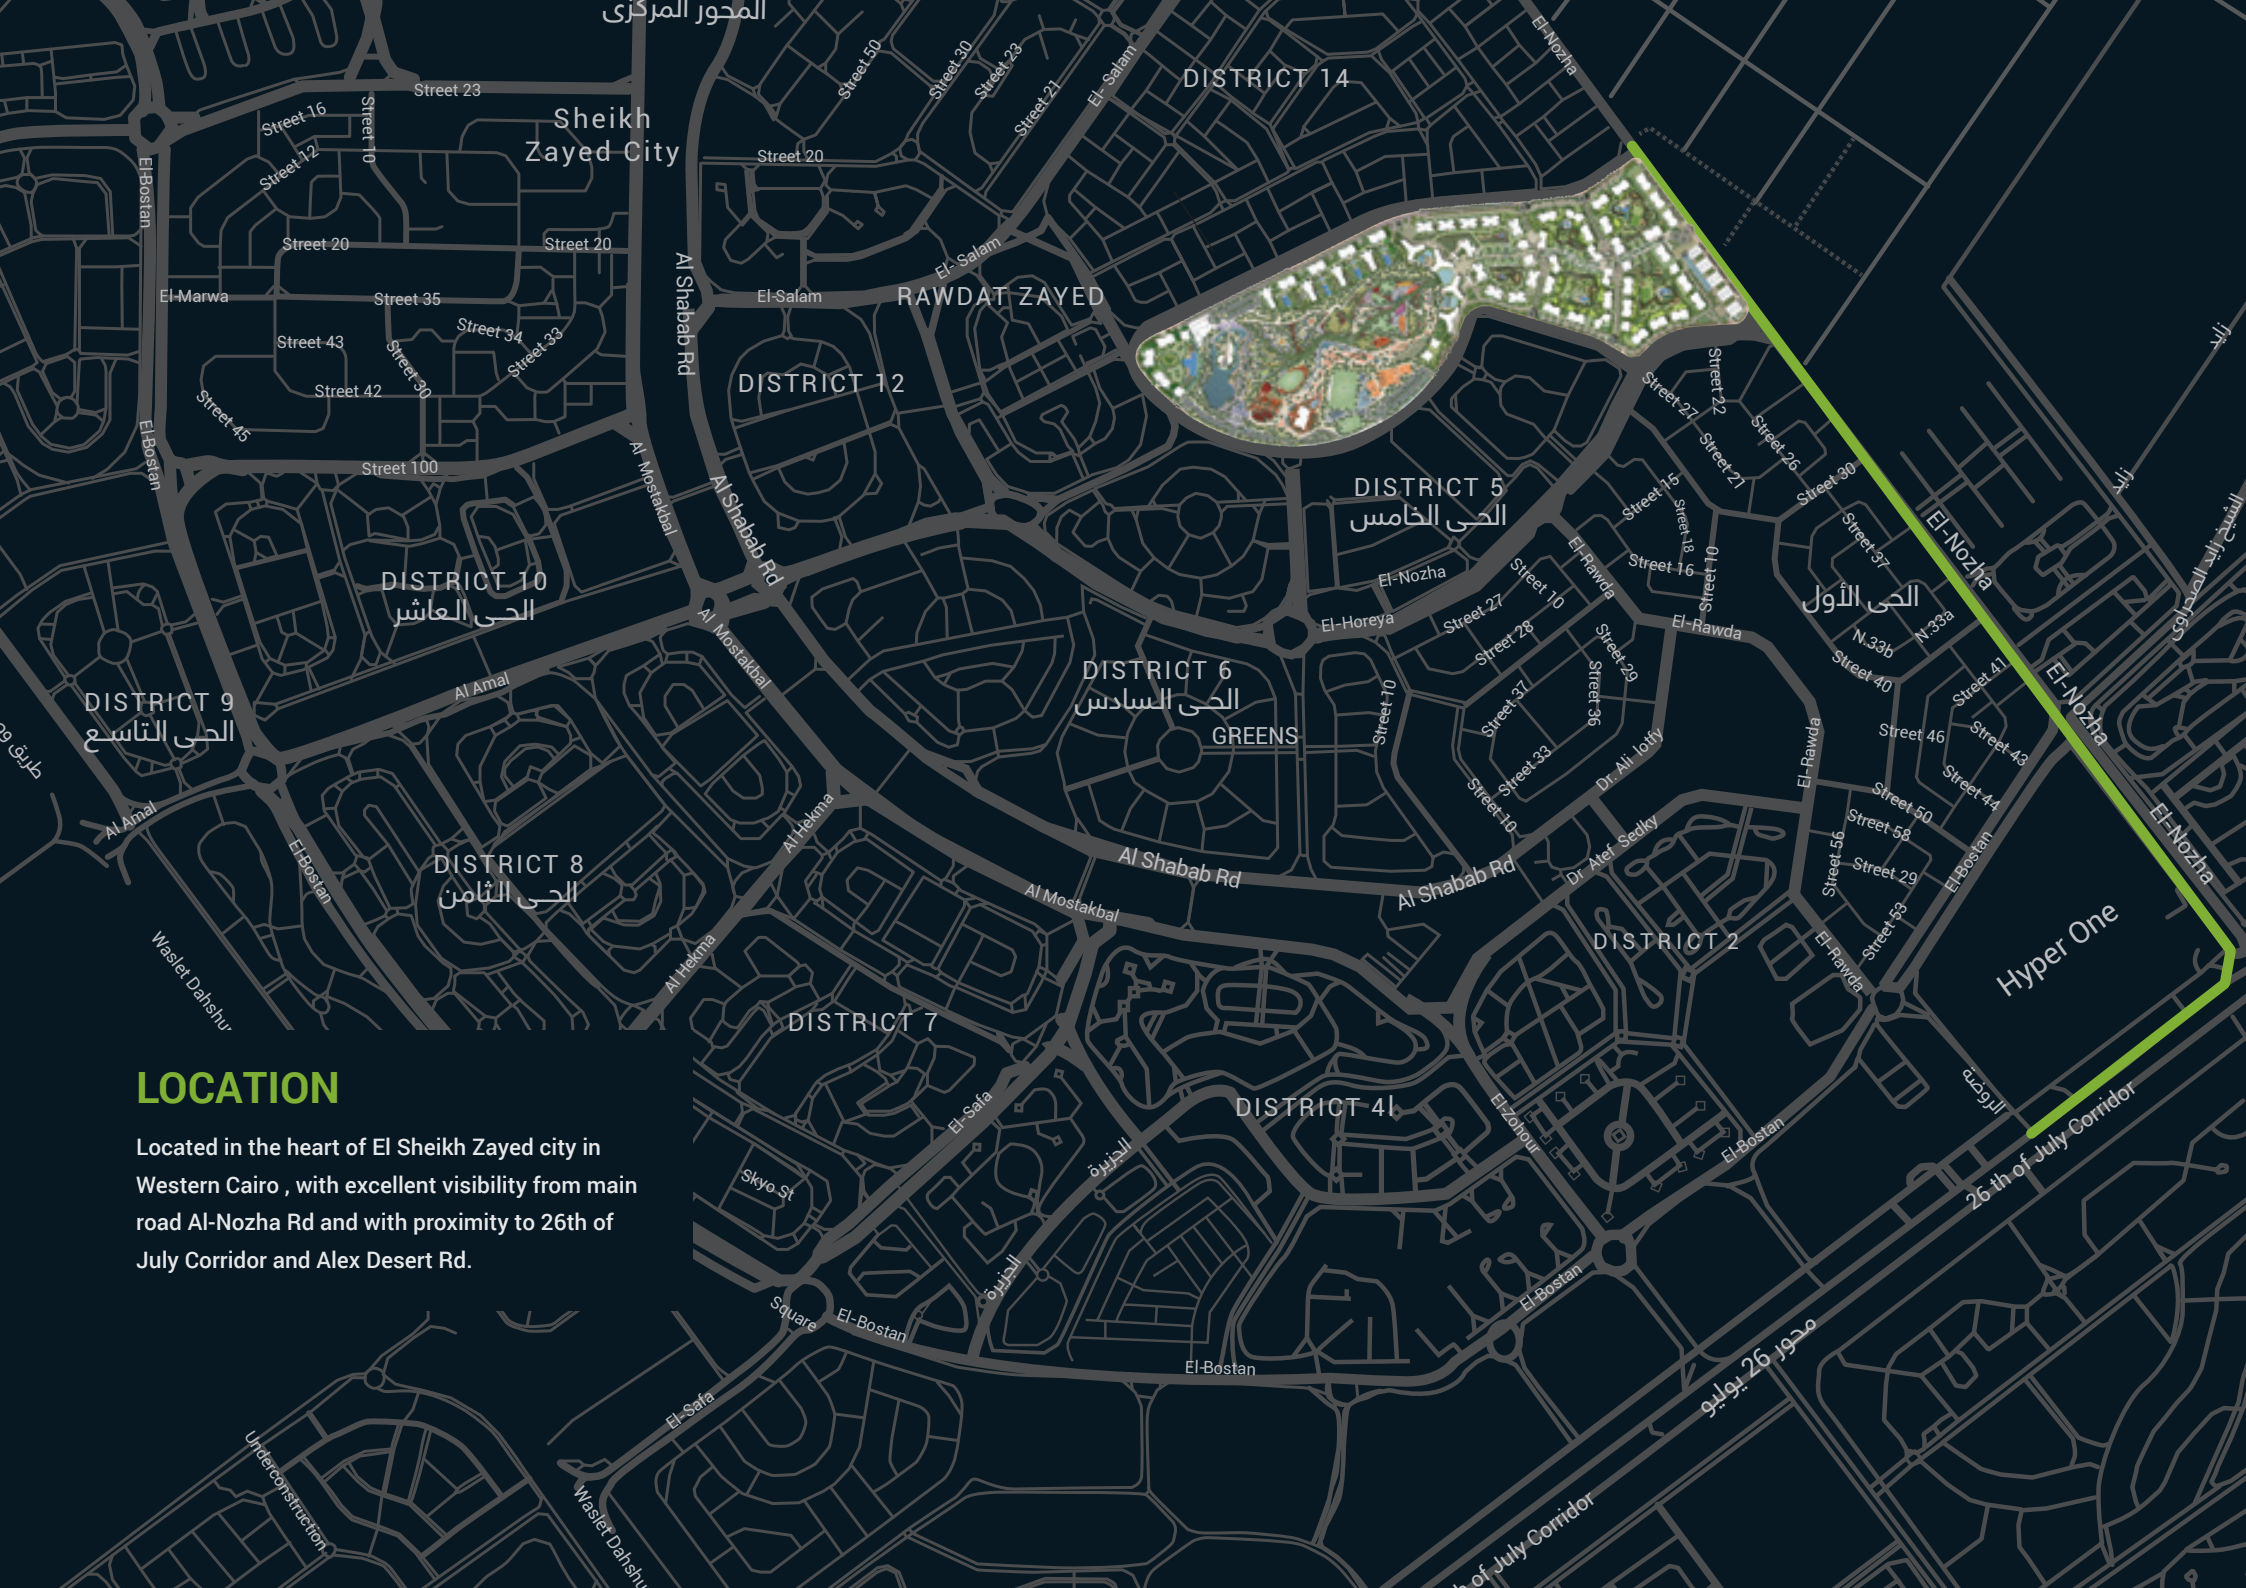 المحور المركزى
El-Nozha
Street 50
Street 30
Street 23
Street 21
El- Salam
DISTRICT 14
Street 23
Street 16
Street 10
Street 12
Sheikh
Zayed City
Street 20
El-Bostan
Street 20
Street 20
El- Salam
Al Shabab Rd
El-Marwa
Street 35
El-Salam
RAWDAT ZAYED
Street 43
Street 34
Street 33
Street 30
Street 42
Street 45
DISTRICT 12
زايد
Street 22
Street 27
Street 26
Street 21
El-Bostan
Street 100
Al Mostakbal
Al Shabab Rd
DISTRICT 5
الحى الخامس
Street 15
Street 18
Street 30
Street 37
زايد
El-Nozha
الشيخ زايد الصحراوى
El-Rawda
Street 16
Street 10
El-Nozha
Street 10
DISTRICT 10
الحى العاشر
الحى الأول
El-Horeya
Street 27
Street 28
El-Rawda
N.33b
N.33a
Al Mostakbal
Street 29
Street 36
Street 40
Street 41
El-Nozha
DISTRICT 6
الحى السادس
GREENS
Al Amal
DISTRICT 9
الحى التاسع
Street 10
Street 37
Street 33
Street 10
Dr. Ali lotfy
El-Rawda
Street 46
Street 43
Street 44
Al Amal
Al Hekma
Street 50
Street 58
Street 56
Street 29
Street 53
El-Bostan
El-Nozha
El-Bostan
DISTRICT 8
الحى الثامن
Al Shabab Rd
Al Shabab Rd
Dr Atef Sedky
Al Mostakbal
DISTRICT 2
Al Hekma
El-Rawda
Hyper One
Waslet Dahshur
DISTRICT 7
LOCATION
Located in the heart of El Sheikh Zayed city in
Western Cairo , with excellent visibility from main
road Al-Nozha Rd and with proximity to 26th of
July Corridor and Alex Desert Rd.
El-Safa
DISTRICT 4
El-Zohour
الروضة
El-Bostan
26 th of July Corridor
الجزيرة
Skyo St
الجزيرة
Square
El-Bostan
El-Bostan
El-Bostan
محور 26 يوليو
El-Safa
Underconstruction
Waslet Dahshu
of July Corridor